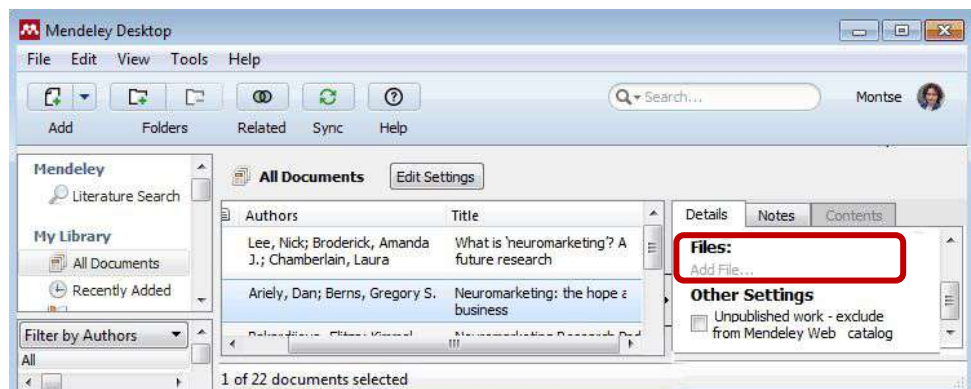 Mendeley Desktop
File Edit View Tools Help
Search...
Montse
Add Folders Related Sync Help
Mendeley
Literature Search
My Library
All Documents
Recently Added
Filter by Authors
All
All Documents Edit Settings
Authors Title
Lee, Nick; Broderick, Amanda What is 'neuromarketing'? A
J.; Chamberlain, Laura future research
Ariely, Dan; Berns, Gregory S. Neuromarketing: the hope a
business
1 of 22 documents selected
Details Notes Contents
Files:
Add File...
Other Settings
Unpublished work - exclude
from Mendeley Web catalog